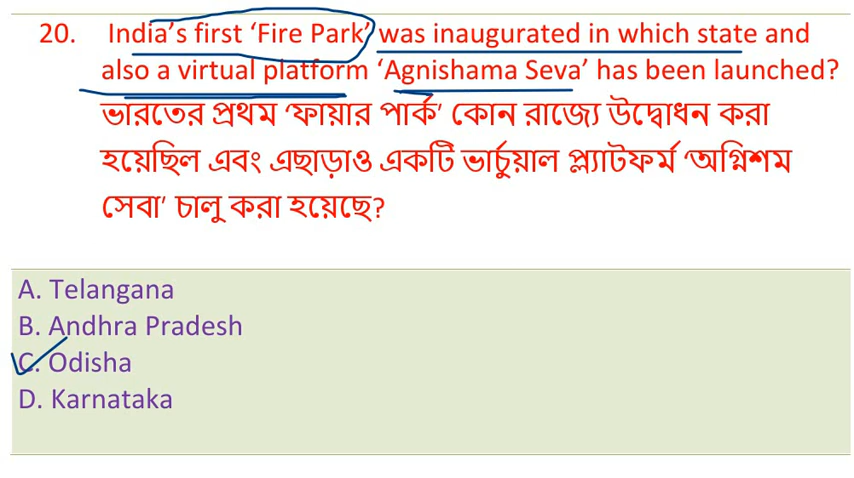 20. India's first 'Fire Park' was inaugurated in which state and
also a virtual platform 'Agnishama Seva' has been launched?
ভারতের প্রথম 'ফায়ার পার্ক' কোন রাজ্যে উদ্বোধন করা
হয়েছিল এবং এছাড়াও একটি ভার্চুয়াল প্ল্যাটফর্ম 'অগ্নিশম
সেবা' চালু করা হয়েছে?
A. Telangana
B. Andhra Pradesh
C. Odisha
D. Karnataka